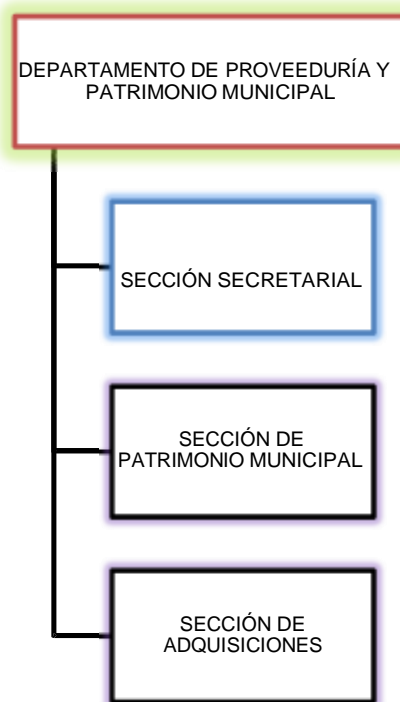 DEPARTAMENTO DE PROVEEDURÍA Y
PATRIMONIO MUNICIPAL
SECCIÓN SECRETARIAL
SECCIÓN DE
PATRIMONIO MUNICIPAL
SECCIÓN DE
ADQUISICIONES